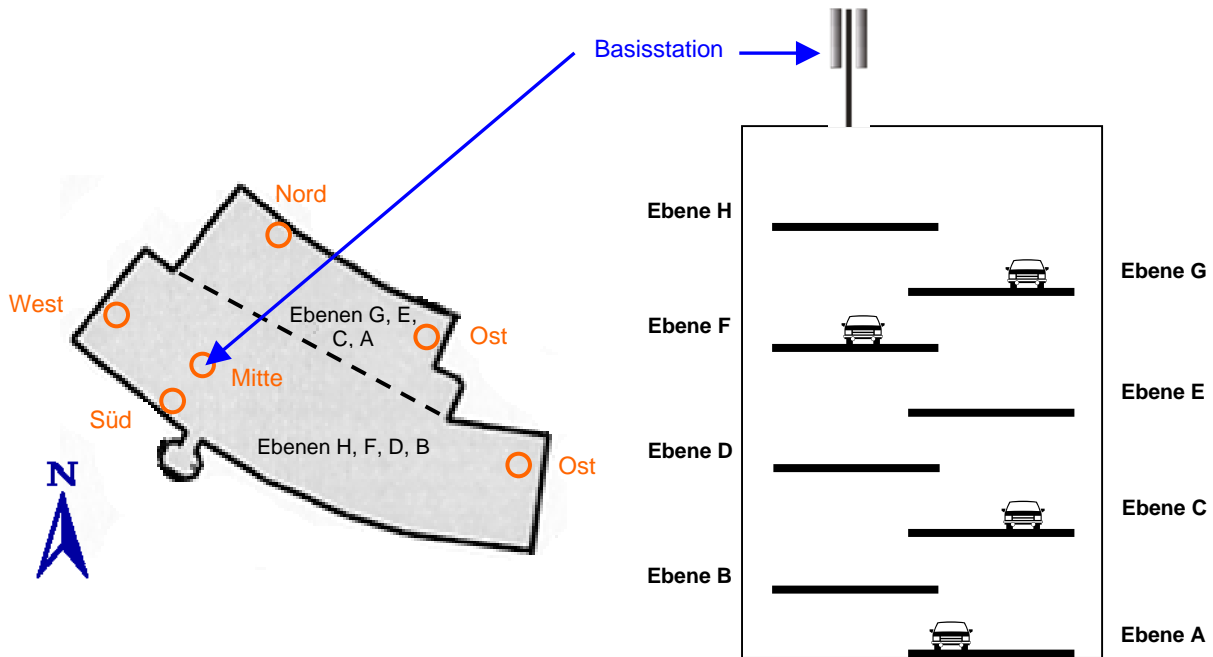 Basisstation
Nord
West
Ebenen G, E,
C, A
Ost
Mitte
Süd
Ebenen H, F, D, B
Ost
N
Ebene H
Ebene G
Ebene F
Ebene E
Ebene D
Ebene C
Ebene B
Ebene A